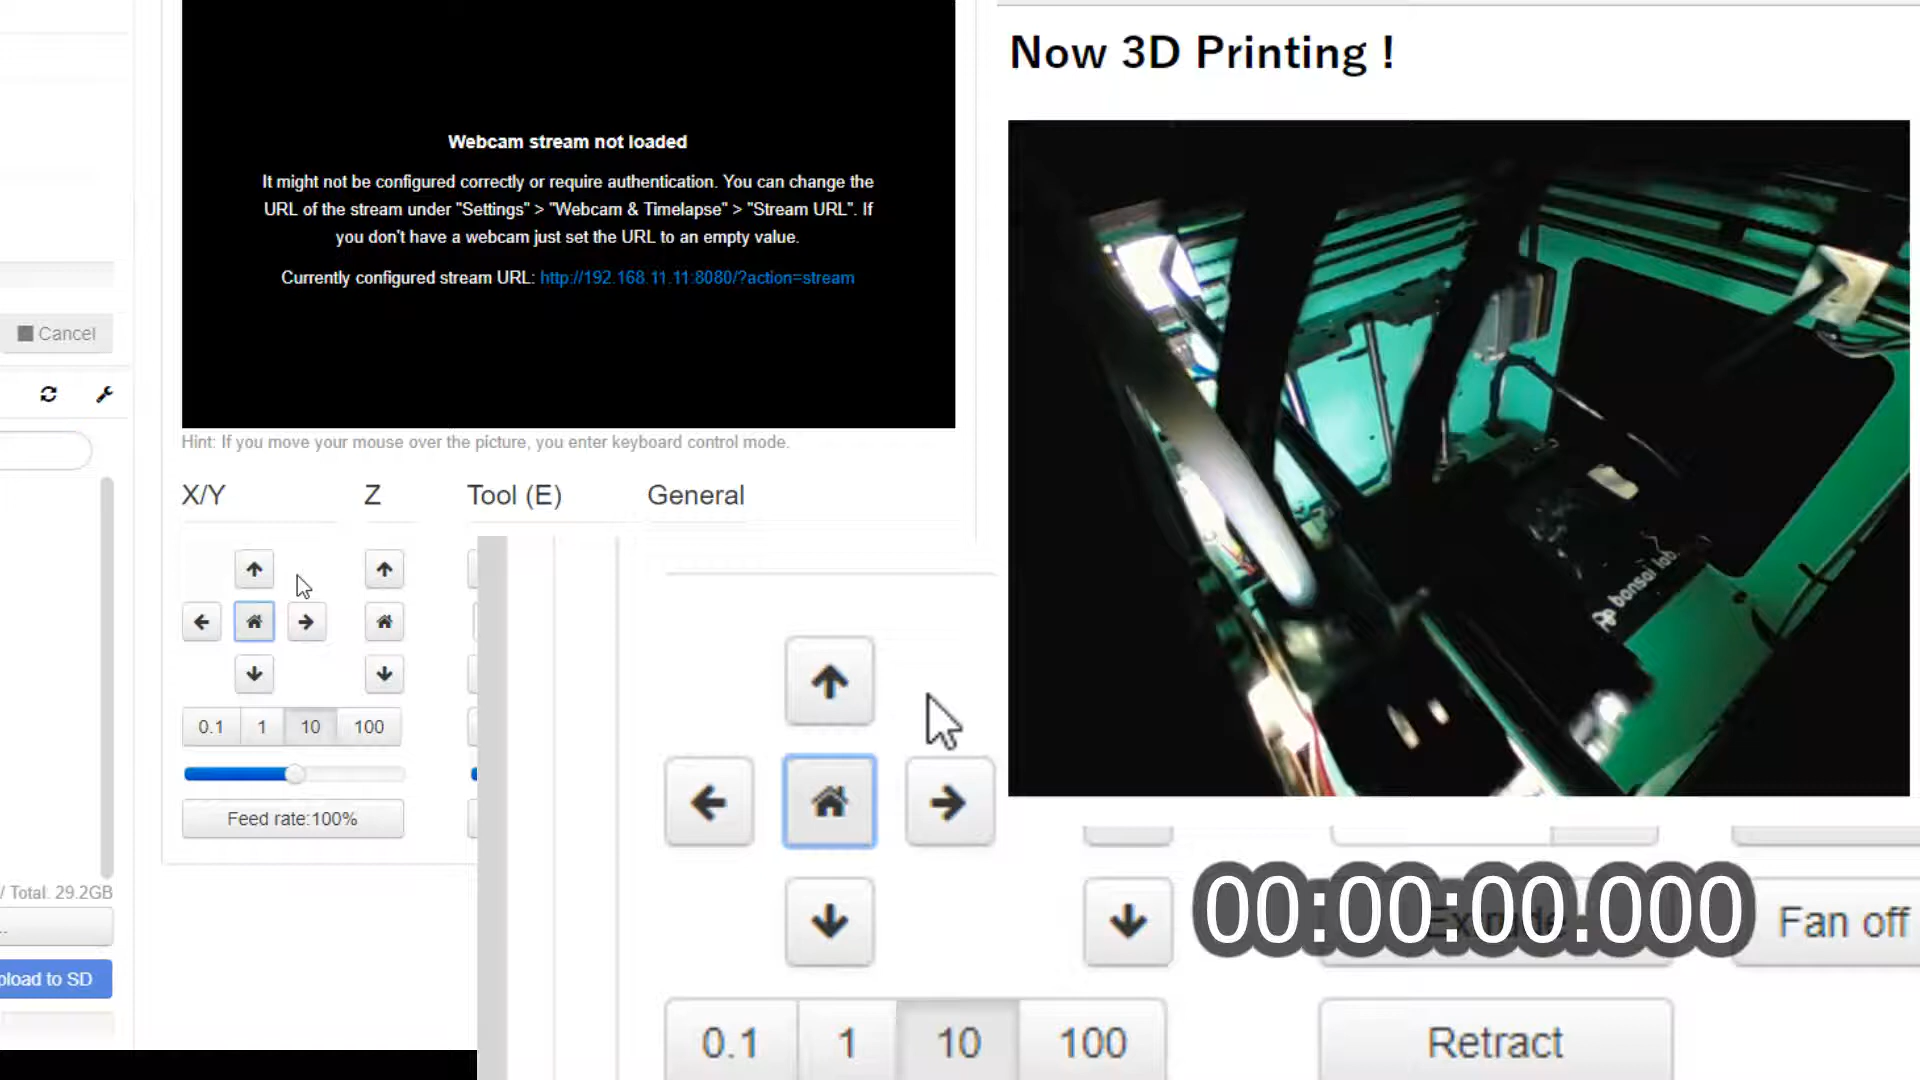 Now 3D Printing !
Webcam stream not loaded
It might not be configured correctly or require authentication. You can change the
URL of the stream under "Settings" > "Webcam & Timelapse" > "Stream URL". If
you don't have a webcam just set the URL to an empty value.
Currently configured stream URL: http://192.168.11.11:8080/?action=stream
Cancel
Hint: If you move your mouse over the picture, you enter keyboard control mode.
X/Y
Z
Tool (E)
General
bonsai lab.
0.1
1
10
100
Feed rate:100%
/ Total: 29.2GB
...
pload to SD
00:00:00.000
Extrude
Fan off
0.1
1
10
100
Retract